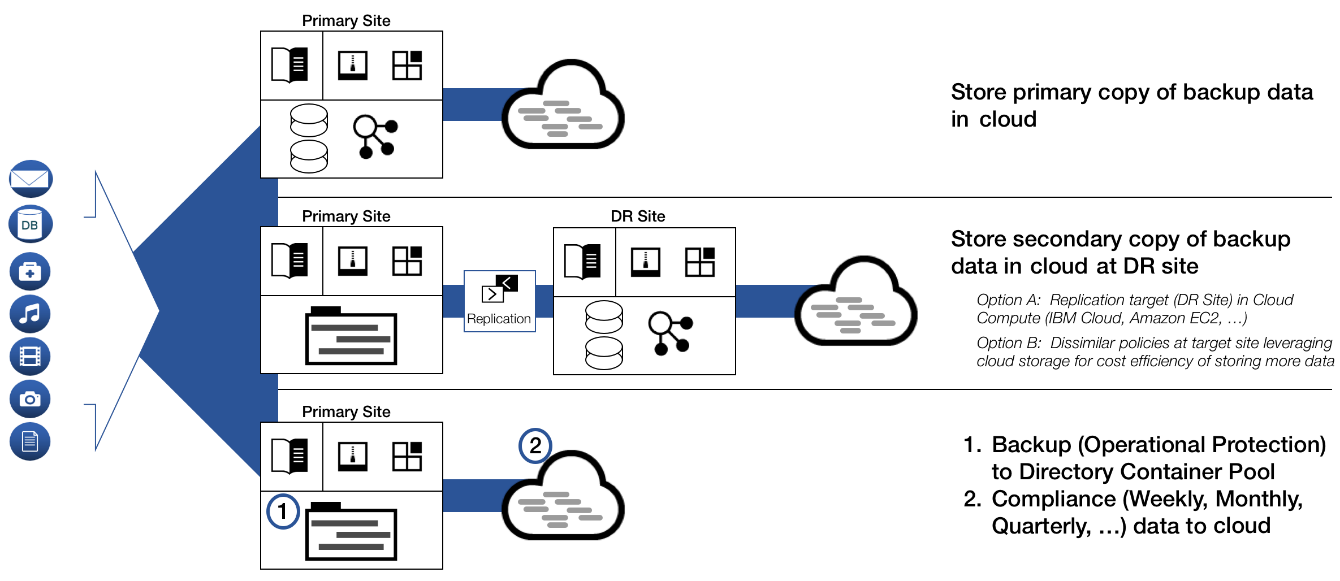 Primary Site
Store primary copy of backup data
in cloud
DB
Primary Site
DR Site
Replication
Store secondary copy of backup
data in cloud at DR site
Option A: Replication target (DR Site) in Cloud
Compute (IBM Cloud, Amazon EC2, …)
Option B: Dissimilar policies at target site leveraging
cloud storage for cost efficiency of storing more data
Primary Site
1
2
1. Backup (Operational Protection)
to Directory Container Pool
2. Compliance (Weekly, Monthly,
Quarterly, …) data to cloud